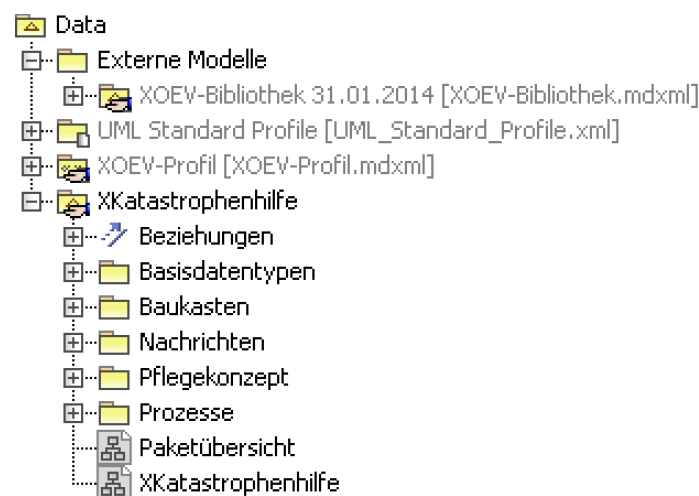 Data
Externe Modelle
XOEV-Bibliothek 31.01.2014 [XOEV-Bibliothek.mdxml]
UML Standard Profile [UML_Standard_Profile.xml]
XOEV-Profil [XOEV-Profil.mdxml]
XKatastrophenhilfe
Beziehungen
Basisdatentypen
Baukasten
Nachrichten
Pflegekonzept
Prozesse
Paketübersicht
XKatastrophenhilfe